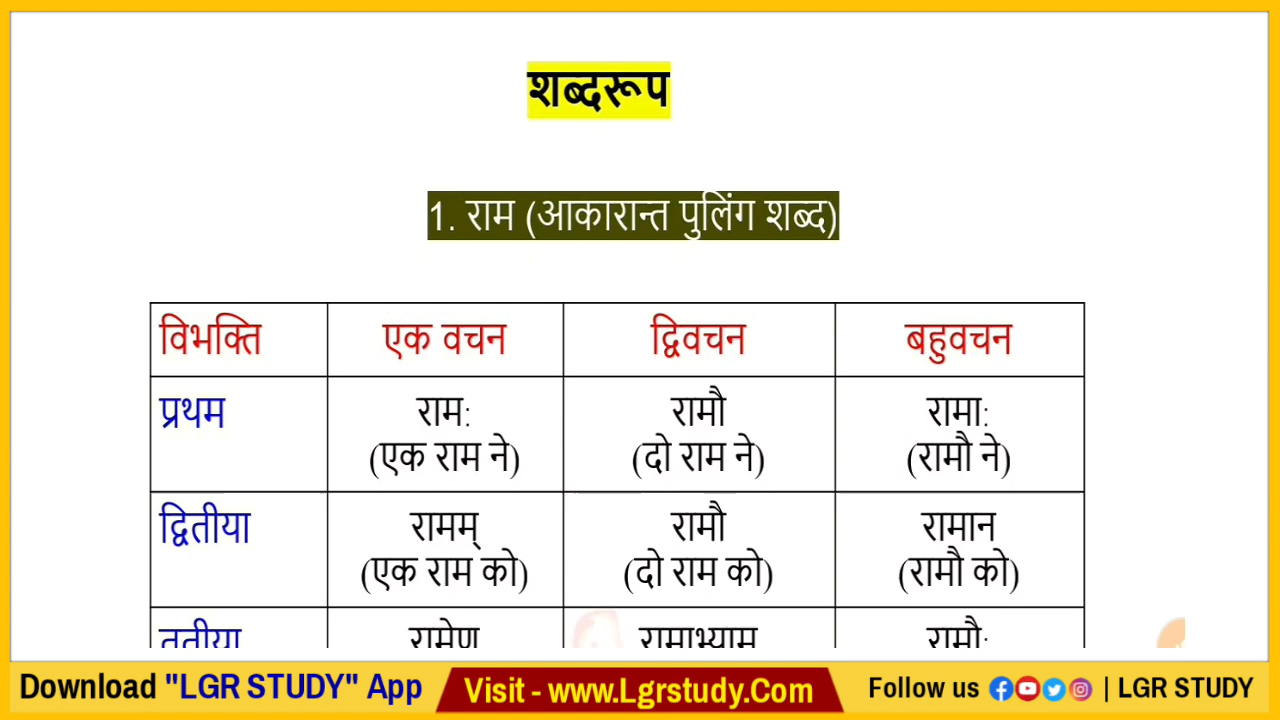 शब्दरूप
1. राम (आकारान्त पुलिंग शब्द)
विभक्ति एक वचन द्विवचन बहुवचन
प्रथम राम: रामौ रामा:
(एक राम ने) (दो राम ने) (रामौ ने)
द्वितीया रामम् रामौ रामान
(एक राम को) (दो राम को) (रामौ को)
तृतीया रामेण रामाभ्याम रामौ:
Download "LGR STUDY" App Visit - www.Lgrstudy.Com Follow us | LGR STUDY